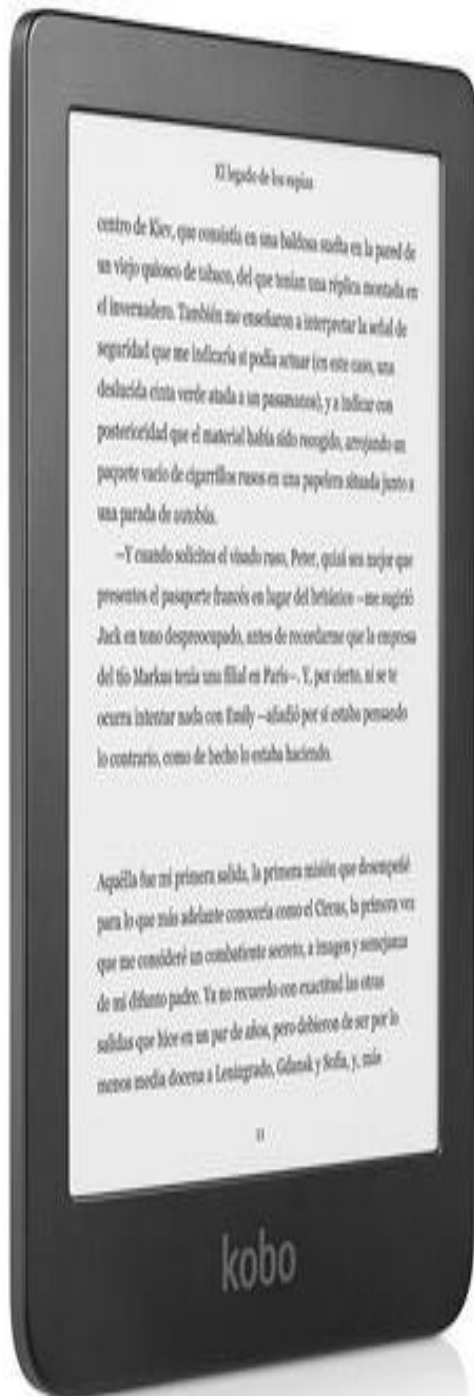 El legado de los espías
centro de Kiev, que consistía en una baldosa suelta en la pared de
un viejo quiosco de tabaco, del que tenían una réplica montada en
el invernadero. También me enseñaron a interpretar la señal de
seguridad que me indicaría si podía actuar (en este caso, una
deslucida cinta verde atada a un pasamanos), y a indicar con
posterioridad que el material había sido recogido, arrojando un
paquete vacío de cigarrillos rusos en una papelera situada junto a
una parada de autobús.
–Y cuando solicites el visado ruso, Peter, quizá sea mejor que
presentes el pasaporte francés en lugar del británico –me sugirió
Jack en tono despreocupado, antes de recordarme que la empresa
del tío Markus tenía una filial en París–. Y, por cierto, ni se te
ocurra intentar nada con Emily –añadió por si estaba pensando
lo contrario, como de hecho lo estaba haciendo.
Aquélla fue mi primera salida, la primera misión que desempeñé
para lo que más adelante conocería como el Circus, la primera vez
que me consideré un combatiente secreto, a imagen y semejanza
de mi difunto padre. Ya no recuerdo con exactitud las otras
salidas que hice en un par de años, pero debieron de ser por lo
menos media docena a Leningrado, Gdansk y Sofía, y, más
kobo